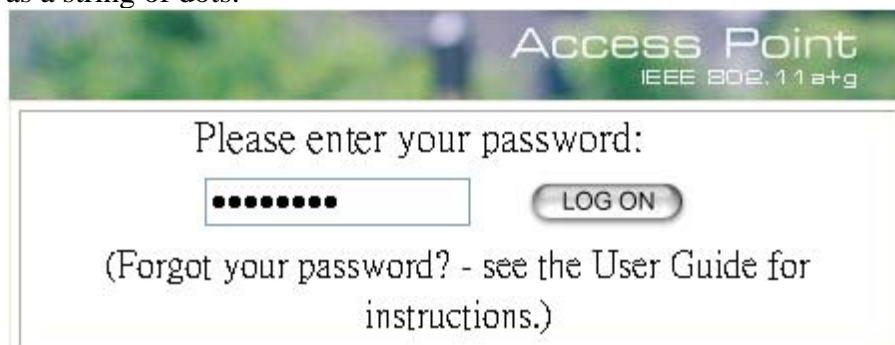 as a string of dots.
Access Point
IEEE 802.11a+g
Please enter your password:
••••••••
LOG ON
(Forgot your password? - see the User Guide for
instructions.)